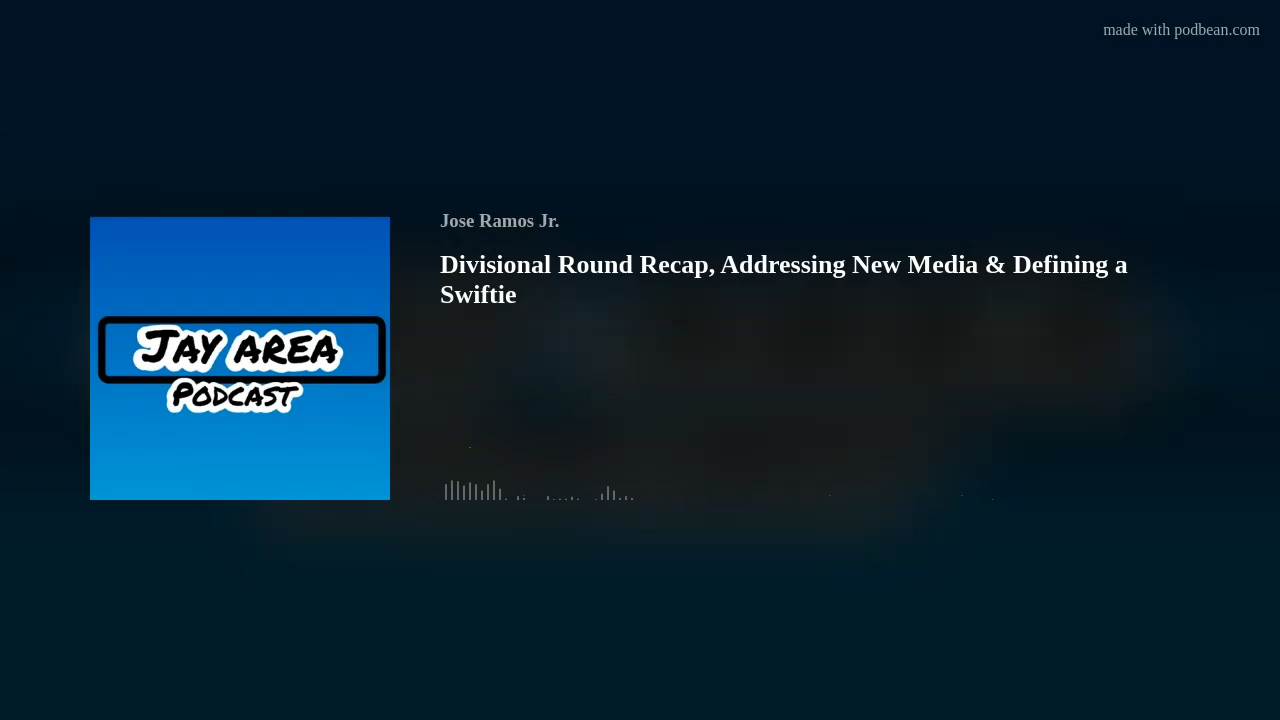 made with podbean.com
Jose Ramos Jr.
Divisional Round Recap, Addressing New Media & Defining a
Swiftie
JAY AREA
PODCAST